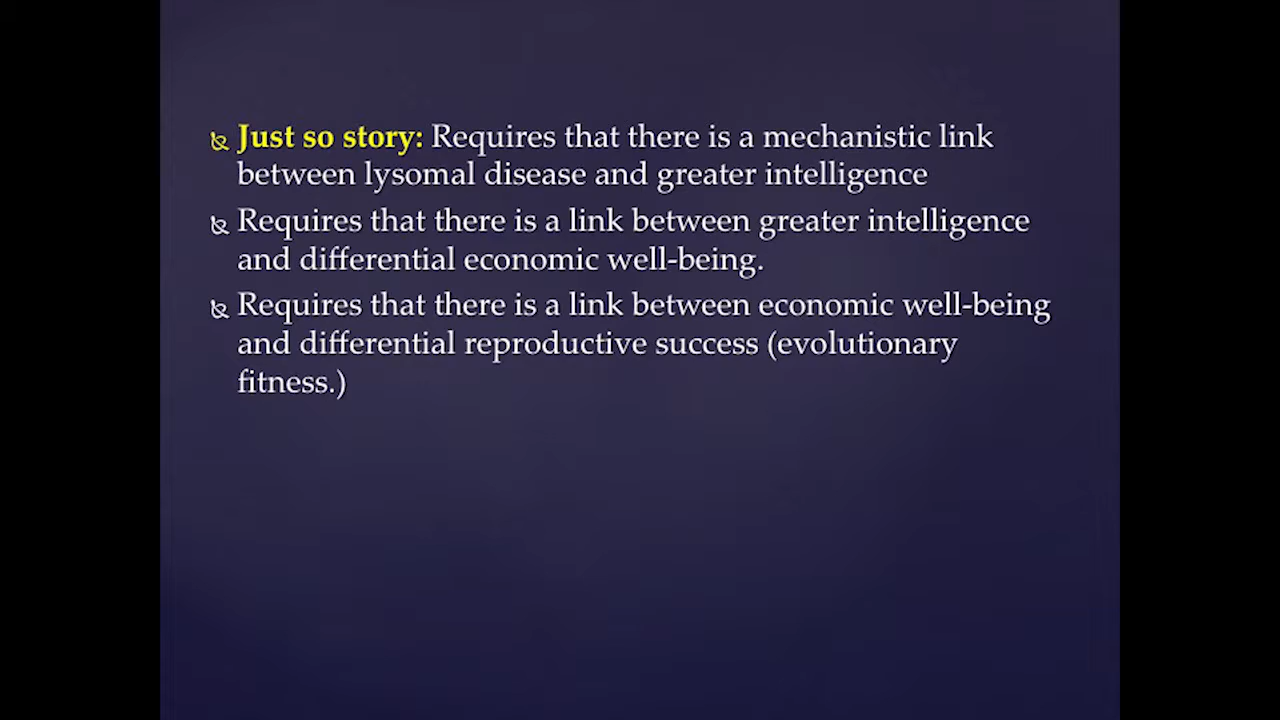 Just so story: Requires that there is a mechanistic link
between lysomal disease and greater intelligence
Requires that there is a link between greater intelligence
and differential economic well-being.
Requires that there is a link between economic well-being
and differential reproductive success (evolutionary
fitness.)